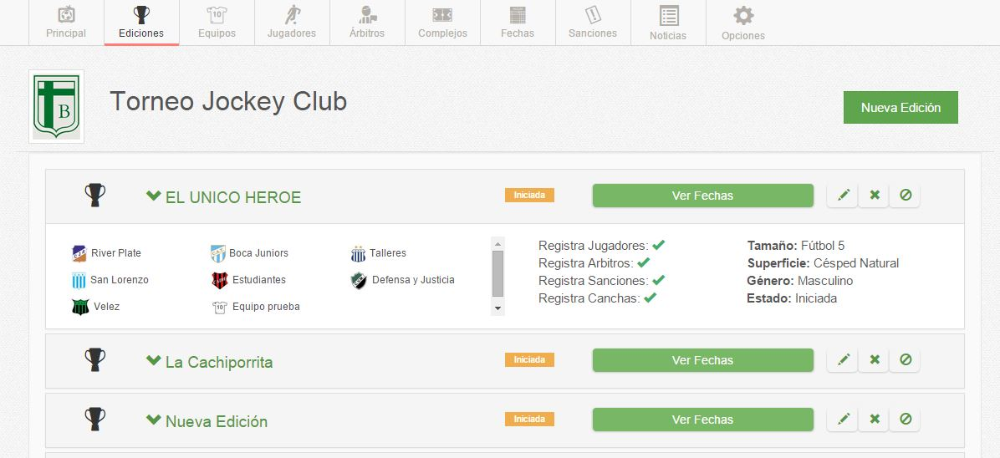 Principal Ediciones Equipos Jugadores Árbitros Complejos Fechas Sanciones Noticias Opciones
B
Torneo Jockey Club
Nueva Edición
EL UNICO HEROE Iniciada Ver Fechas
River Plate Boca Juniors Talleres
San Lorenzo Estudiantes Defensa y Justicia
Velez 10 Equipo prueba
Registra Jugadores:
Registra Arbitros:
Registra Sanciones:
Registra Canchas:
Tamaño: Fútbol 5
Superficie: Césped Natural
Género: Masculino
Estado: Iniciada
La Cachiporrita Iniciada Ver Fechas
Nueva Edición Iniciada Ver Fechas